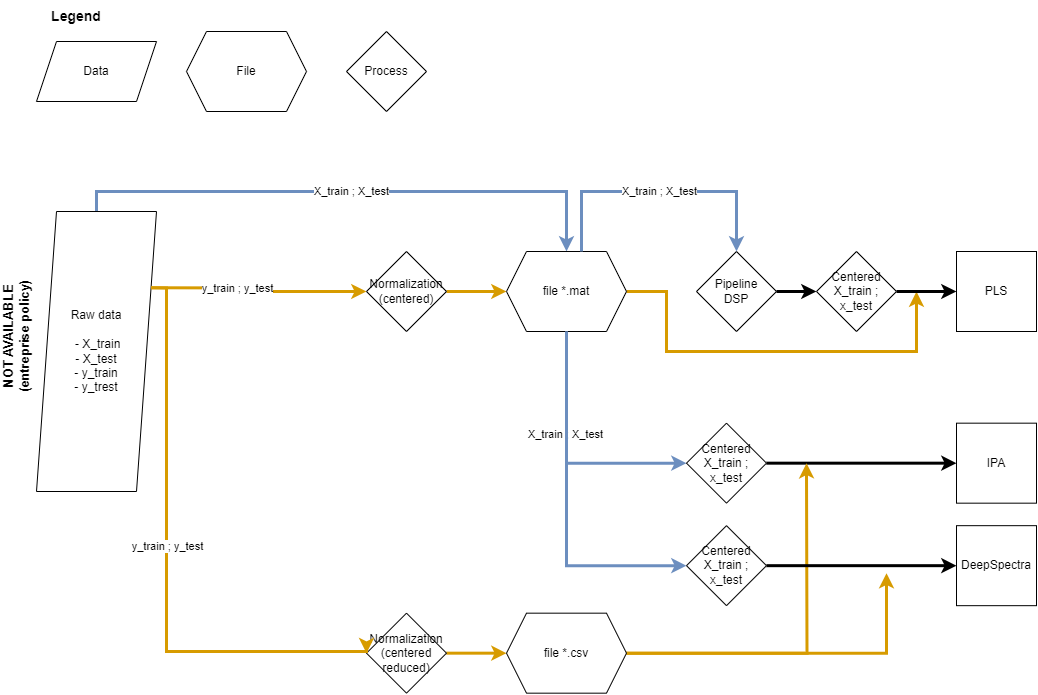 Legend
Data
File
Process
X_train ; X_test
X_train ; X_test
NOT AVAILABLE
(entreprise policy)
Raw data
- X_train
- X_test
- y_train
- y_trest
y_train ; y_test
Normalization
(centered)
file *.mat
Pipeline
DSP
Centered
X_train ;
x_test
PLS
X_train ; X_test
Centered
X_train ;
x_test
IPA
y_train ; y_test
Centered
X_train ;
x_test
DeepSpectra
Normalization
(centered
reduced)
file *.csv